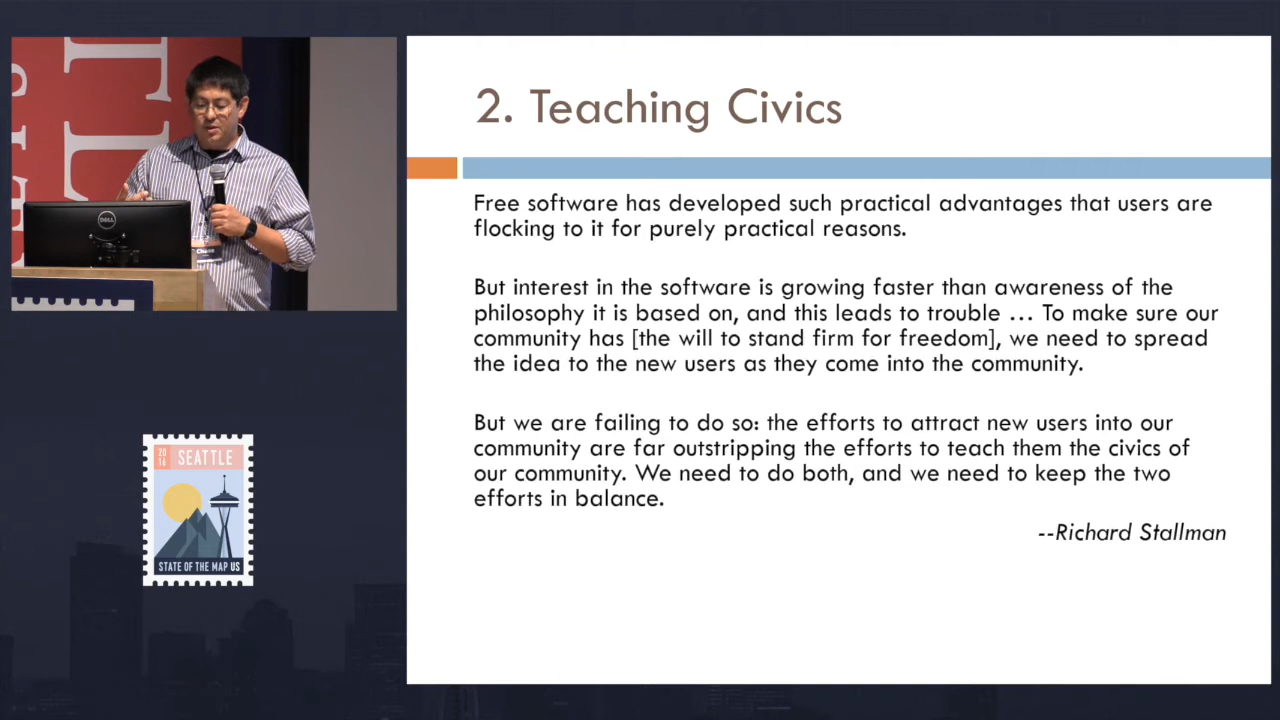 2. Teaching Civics
Free software has developed such practical advantages that users are
flocking to it for purely practical reasons.
But interest in the software is growing faster than awareness of the
philosophy it is based on, and this leads to trouble … To make sure our
community has [the will to stand firm for freedom], we need to spread
the idea to the new users as they come into the community.
But we are failing to do so: the efforts to attract new users into our
community are far outstripping the efforts to teach them the civics of
our community. We need to do both, and we need to keep the two
efforts in balance.
--Richard Stallman
DELL
20
16
SEATTLE
STATE OF THE MAP US